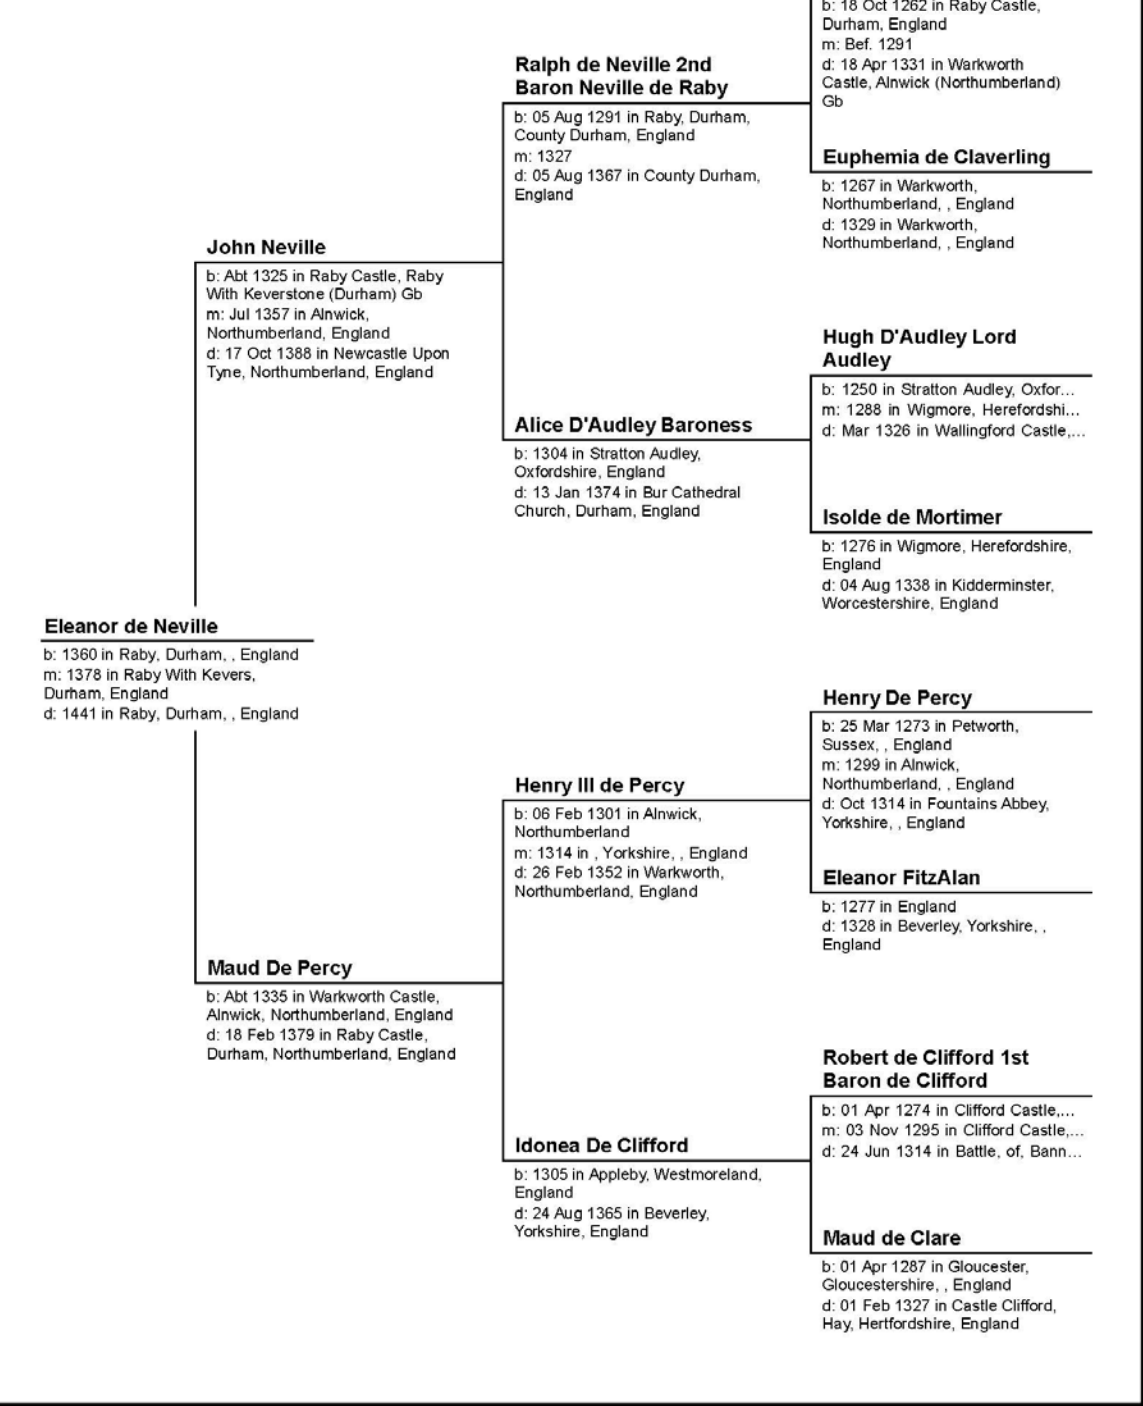 b: 18 Oct 1262 in Raby Castle,
Durham, England
m: Bef. 1291
d: 18 Apr 1331 in Warkworth
Castle, Alnwick (Northumberland)
Gb
Ralph de Neville 2nd
Baron Neville de Raby
b: 05 Aug 1291 in Raby, Durham,
County Durham, England
m: 1327
d: 05 Aug 1367 in County Durham,
England
Euphemia de Claverling
b: 1267 in Warkworth,
Northumberland, , England
d: 1329 in Warkworth,
Northumberland, , England
John Neville
b: Abt 1325 in Raby Castle, Raby
With Keverstone (Durham) Gb
m: Jul 1357 in Alnwick,
Northumberland, England
d: 17 Oct 1388 in Newcastle Upon
Tyne, Northumberland, England
Hugh D'Audley Lord
Audley
b: 1250 in Stratton Audley, Oxfor...
m: 1288 in Wigmore, Herefordshi...
d: Mar 1326 in Wallingford Castle,...
Alice D'Audley Baroness
b: 1304 in Stratton Audley,
Oxfordshire, England
d: 13 Jan 1374 in Bur Cathedral
Church, Durham, England
Isolde de Mortimer
b: 1276 in Wigmore, Herefordshire,
England
d: 04 Aug 1338 in Kidderminster,
Worcestershire, England
Eleanor de Neville
b: 1360 in Raby, Durham, , England
m: 1378 in Raby With Kevers,
Durham, England
d: 1441 in Raby, Durham, , England
Henry De Percy
b: 25 Mar 1273 in Petworth,
Sussex, , England
m: 1299 in Alnwick,
Northumberland, , England
d: Oct 1314 in Fountains Abbey,
Yorkshire, , England
Henry III de Percy
b: 06 Feb 1301 in Alnwick,
Northumberland
m: 1314 in , Yorkshire, , England
d: 26 Feb 1352 in Warkworth,
Northumberland, England
Eleanor FitzAlan
b: 1277 in England
d: 1328 in Beverley, Yorkshire, ,
England
Maud De Percy
b: Abt 1335 in Warkworth Castle,
Alnwick, Northumberland, England
d: 18 Feb 1379 in Raby Castle,
Durham, Northumberland, England
Robert de Clifford 1st
Baron de Clifford
b: 01 Apr 1274 in Clifford Castle,...
m: 03 Nov 1295 in Clifford Castle,...
d: 24 Jun 1314 in Battle, of, Bann...
Idonea De Clifford
b: 1305 in Appleby, Westmoreland,
England
d: 24 Aug 1365 in Beverley,
Yorkshire, England
Maud de Clare
b: 01 Apr 1287 in Gloucester,
Gloucestershire, , England
d: 01 Feb 1327 in Castle Clifford,
Hay, Hertfordshire, England